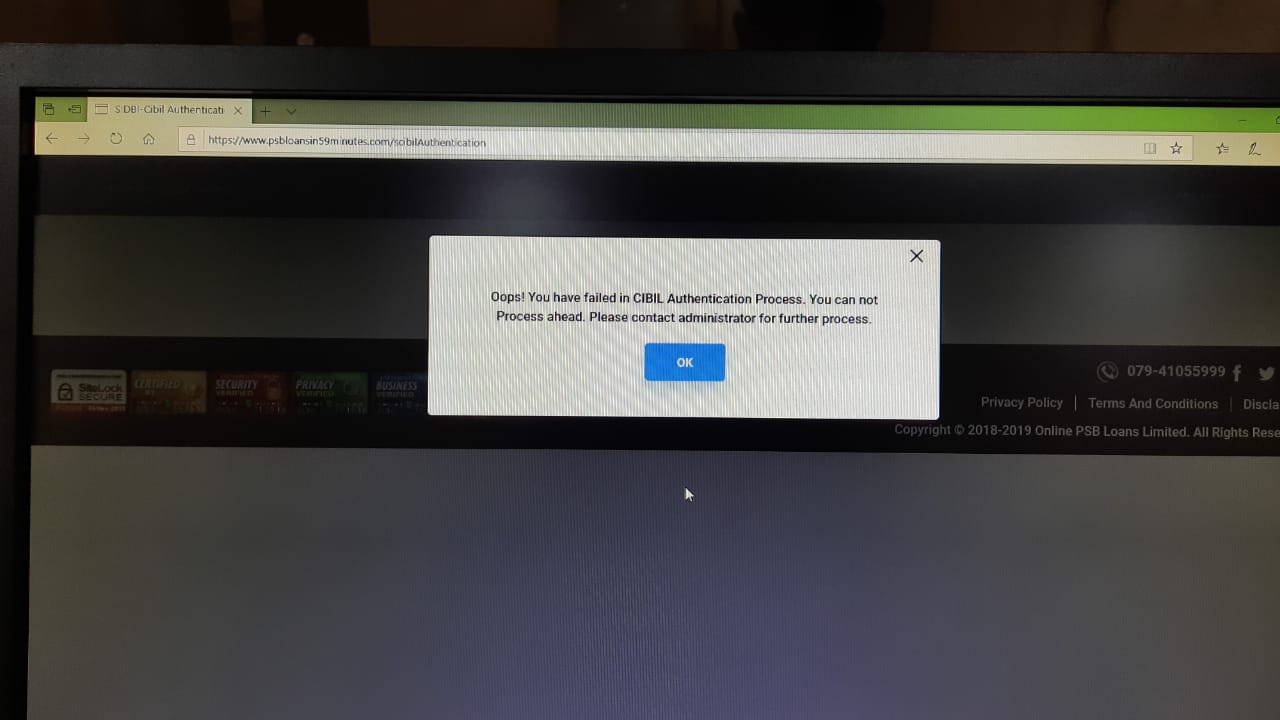 SIDBI-Cibil Authenticati
https://www.psbloansin59minutes.com/scibilAuthentication
Oops! You have failed in CIBIL Authentication Process. You can not
Process ahead. Please contact administrator for further process.
OK
SiteLock
SECURE
CERTIFIED
SECURITY
VERIFIED
PRIVACY
VERIFIED
BUSINESS
VERIFIED
079-41055999
Privacy Policy | Terms And Conditions | Discla
Copyright © 2018-2019 Online PSB Loans Limited. All Rights Rese